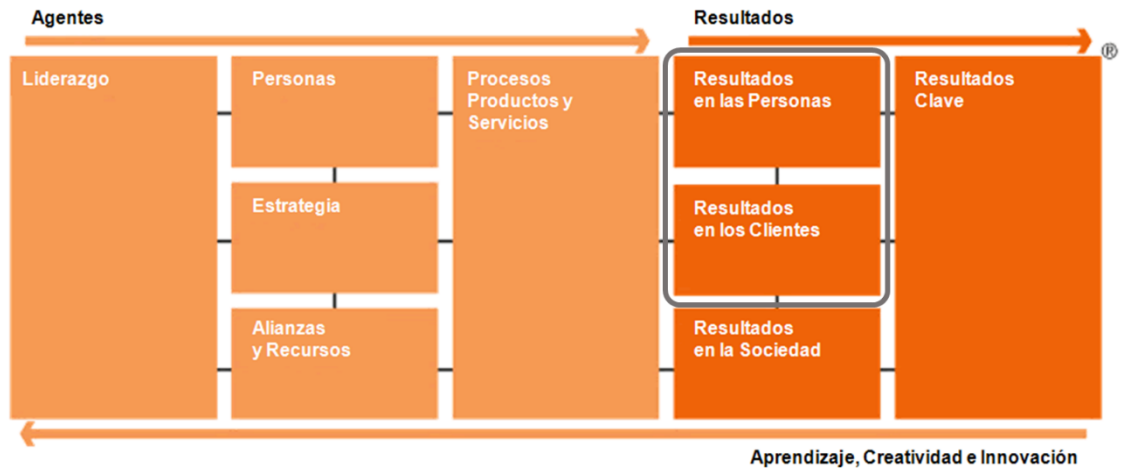 Agentes
Resultados
®
Liderazgo
Personas
Procesos
Productos y
Servicios
Resultados
en las Personas
Resultados
Clave
Estrategia
Resultados
en los Clientes
Alianzas
y Recursos
Resultados
en la Sociedad
Aprendizaje, Creatividad e Innovación